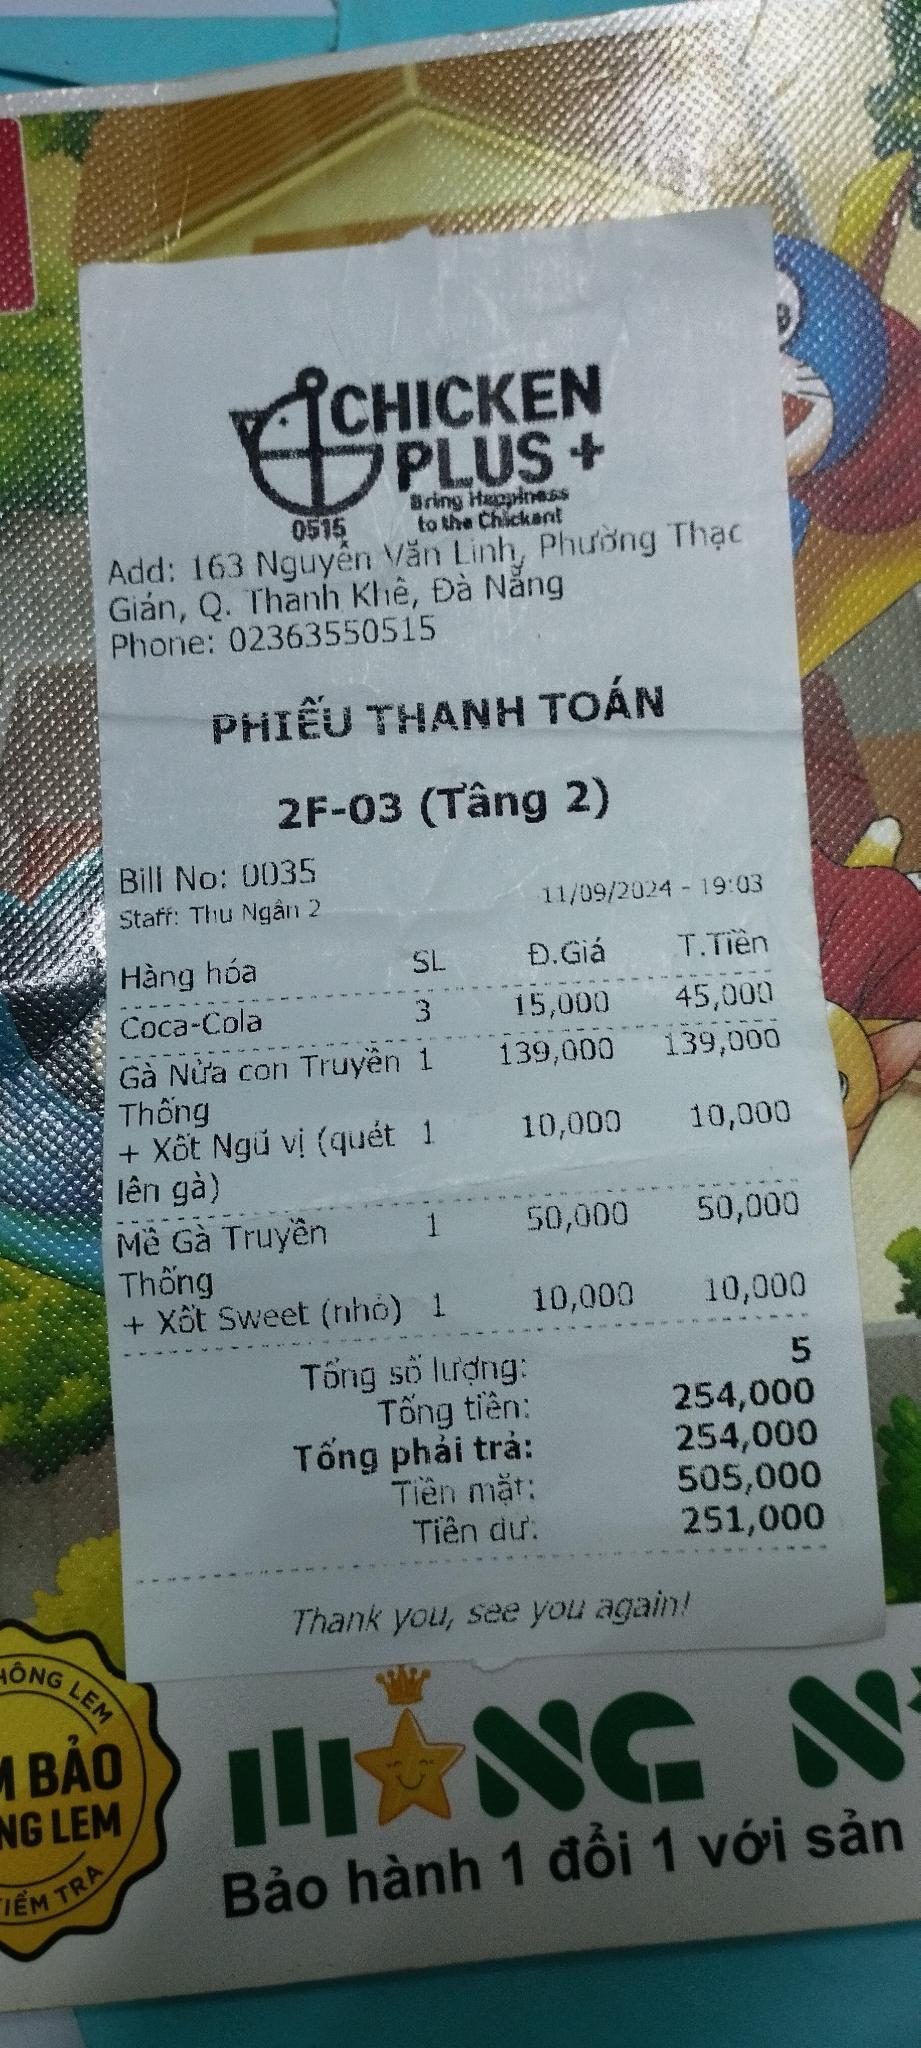 CHICKEN
PLUS +
Bring Happiness
to the Chickent
0515
Add: 163 Nguyễn Văn Linh, Phường Thạc
Gián, Q. Thanh Khê, Đà Nẵng
Phone: 02363550515
PHIẾU THANH TOÁN
2F-03 (Tầng 2)
Bill No: 0035
Staff: Thu Ngân 2 11/09/2024 - 19:03
Hàng hóa SL Đ.Giá T.Tiền
Coca-Cola 3 15,000 45,000
Gà Nửa con Truyền 1 139,000 139,000
Thống
+ Xốt Ngũ vị (quét 1 10,000 10,000
lên gà)
Mề Gà Truyền 1 50,000 50,000
Thống
+ Xốt Sweet (nhỏ) 1 10,000 10,000
Tổng số lượng: 5
Tổng tiền: 254,000
Tổng phải trả: 254,000
Tiền mặt: 505,000
Tiền dư: 251,000
Thank you, see you again!
HÔNG LEM
M BẢO
NG LEM
IỂM TRA
Bảo hành 1 đổi 1 với sản